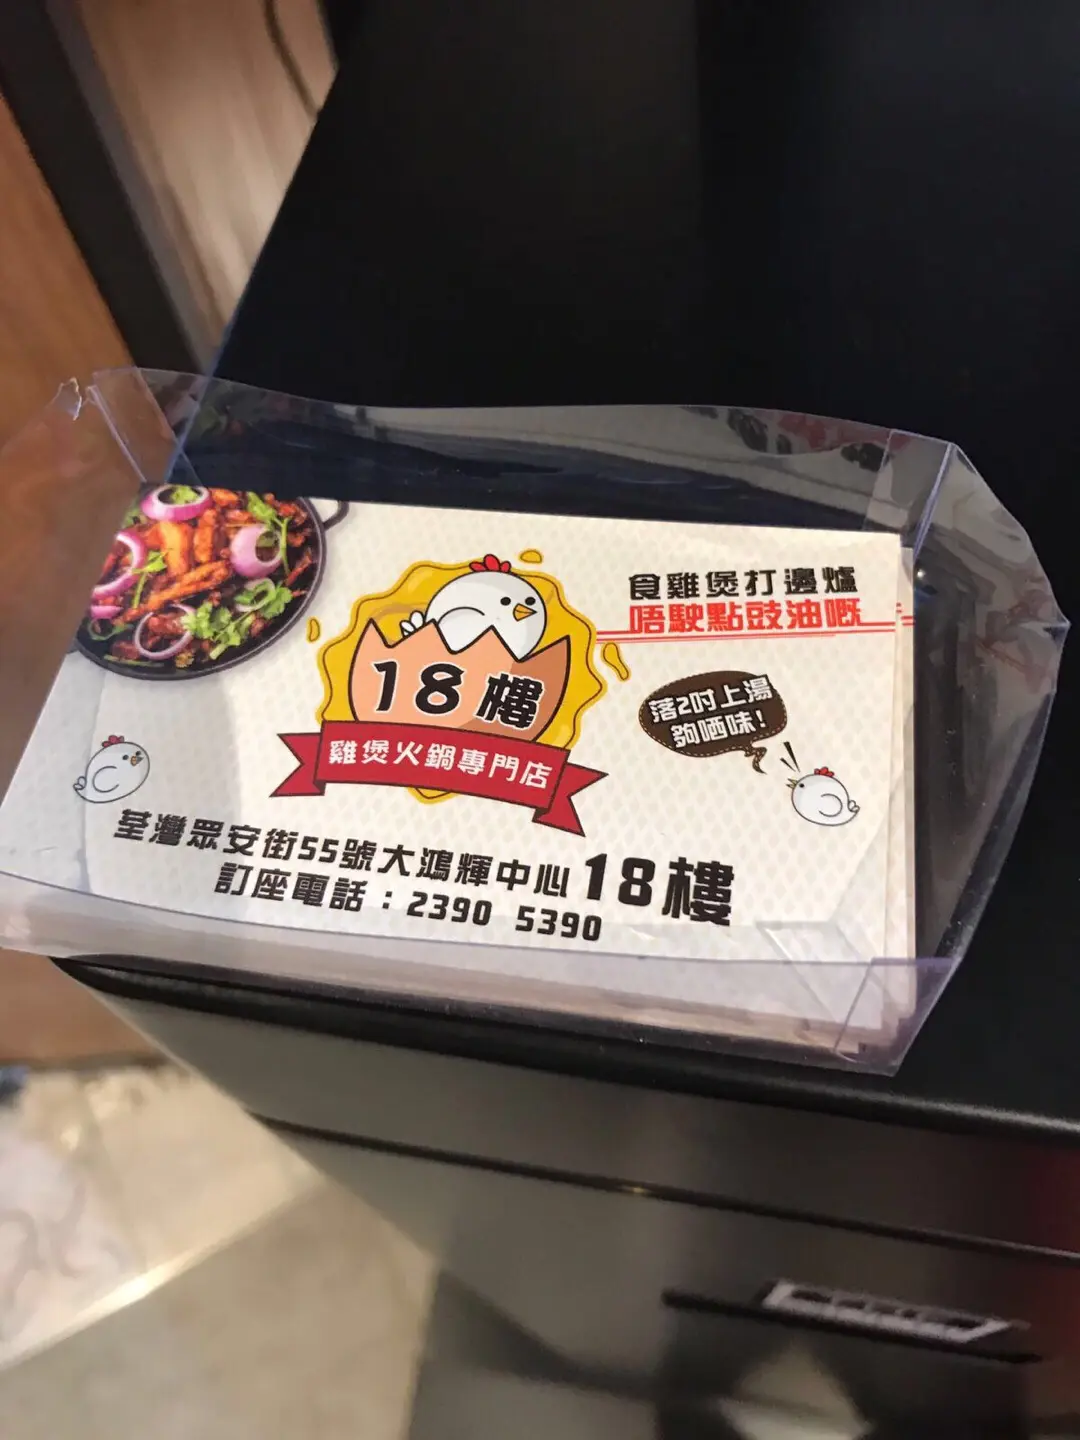 食雞煲打邊爐
唔駛點豉油嘅
18樓
雞煲火鍋專門店
落2吋上湯
夠晒味!
荃灣眾安街55號大鴻輝中心18樓
訂座電話：2390 5390